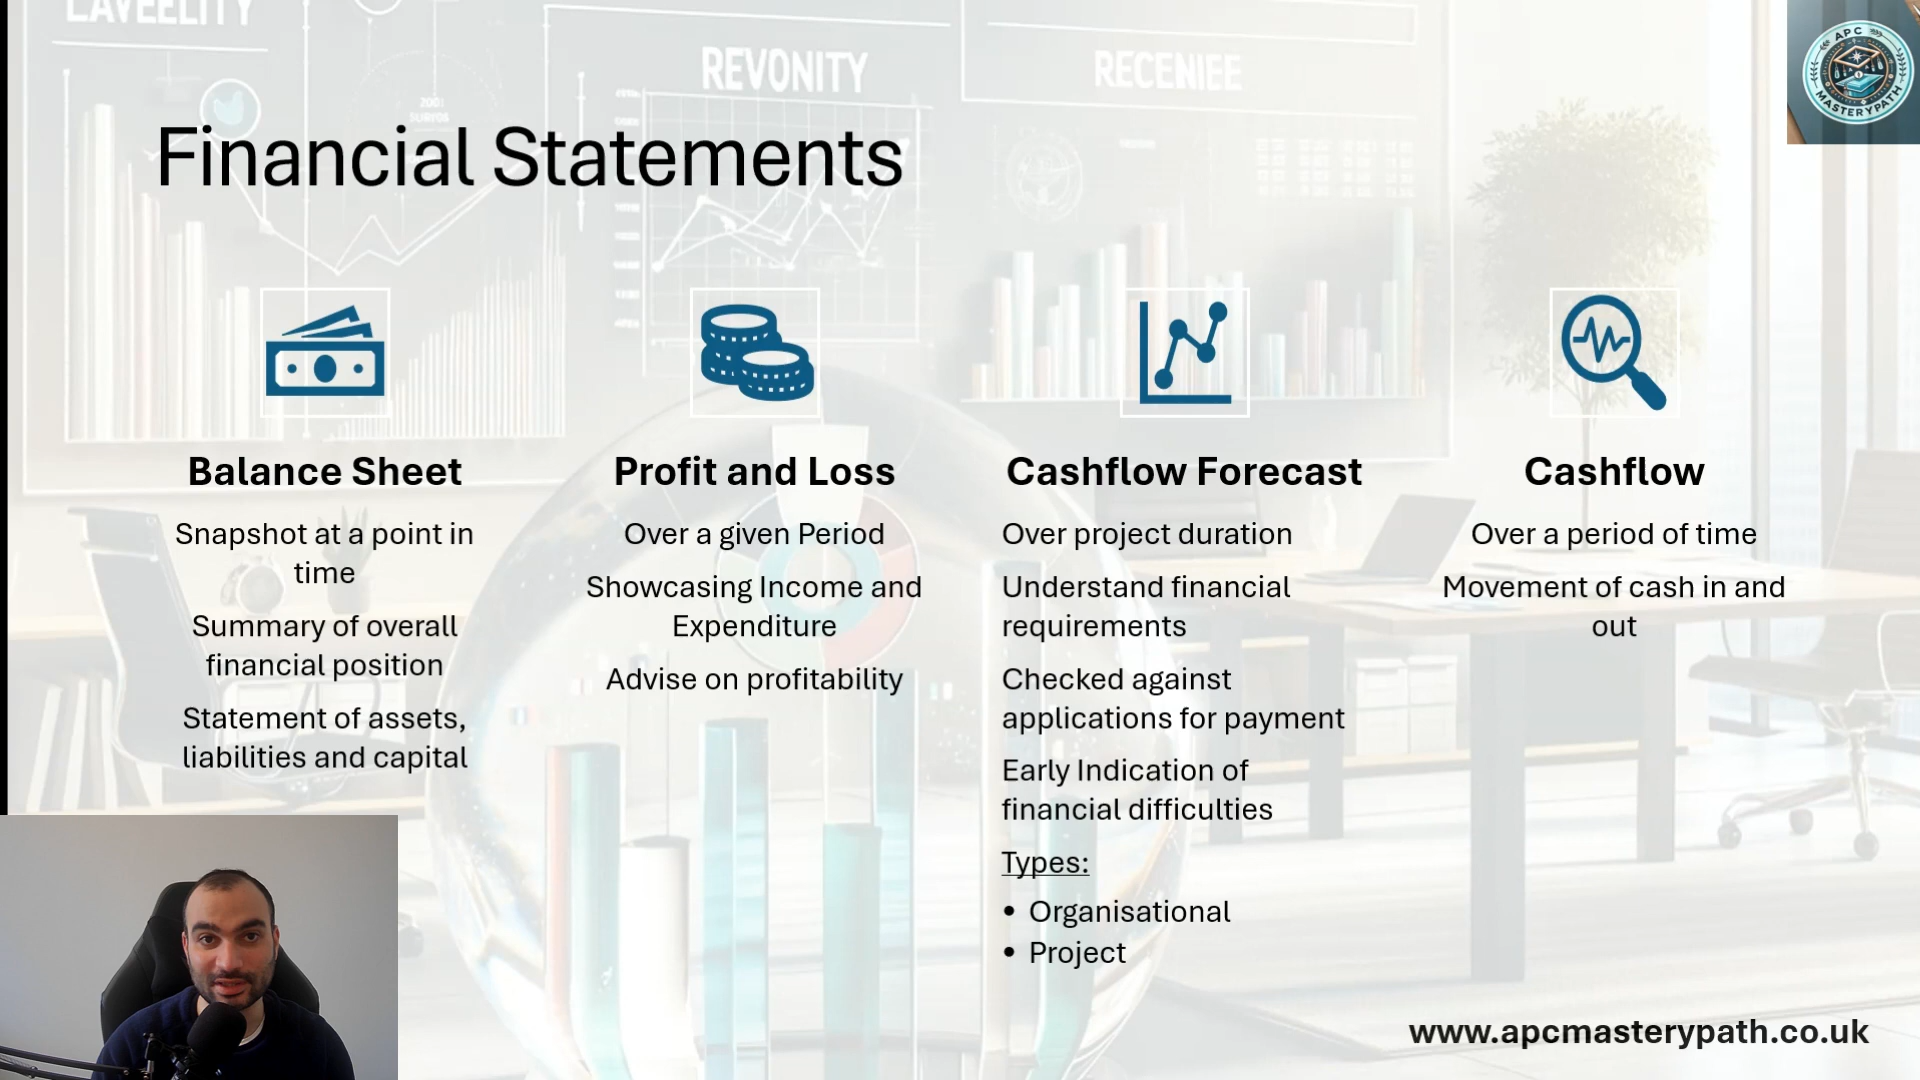 LAVEELITY
REVONITY
RECENIEE
APC
MASTERYPATH
Financial Statements
Balance Sheet
Snapshot at a point in
time
Summary of overall
financial position
Statement of assets,
liabilities and capital
Profit and Loss
Over a given Period
Showcasing Income and
Expenditure
Advise on profitability
Cashflow Forecast
Over project duration
Understand financial
requirements
Checked against
applications for payment
Early Indication of
financial difficulties
Types:
• Organisational
• Project
Cashflow
Over a period of time
Movement of cash in and
out
www.apcmasterypath.co.uk